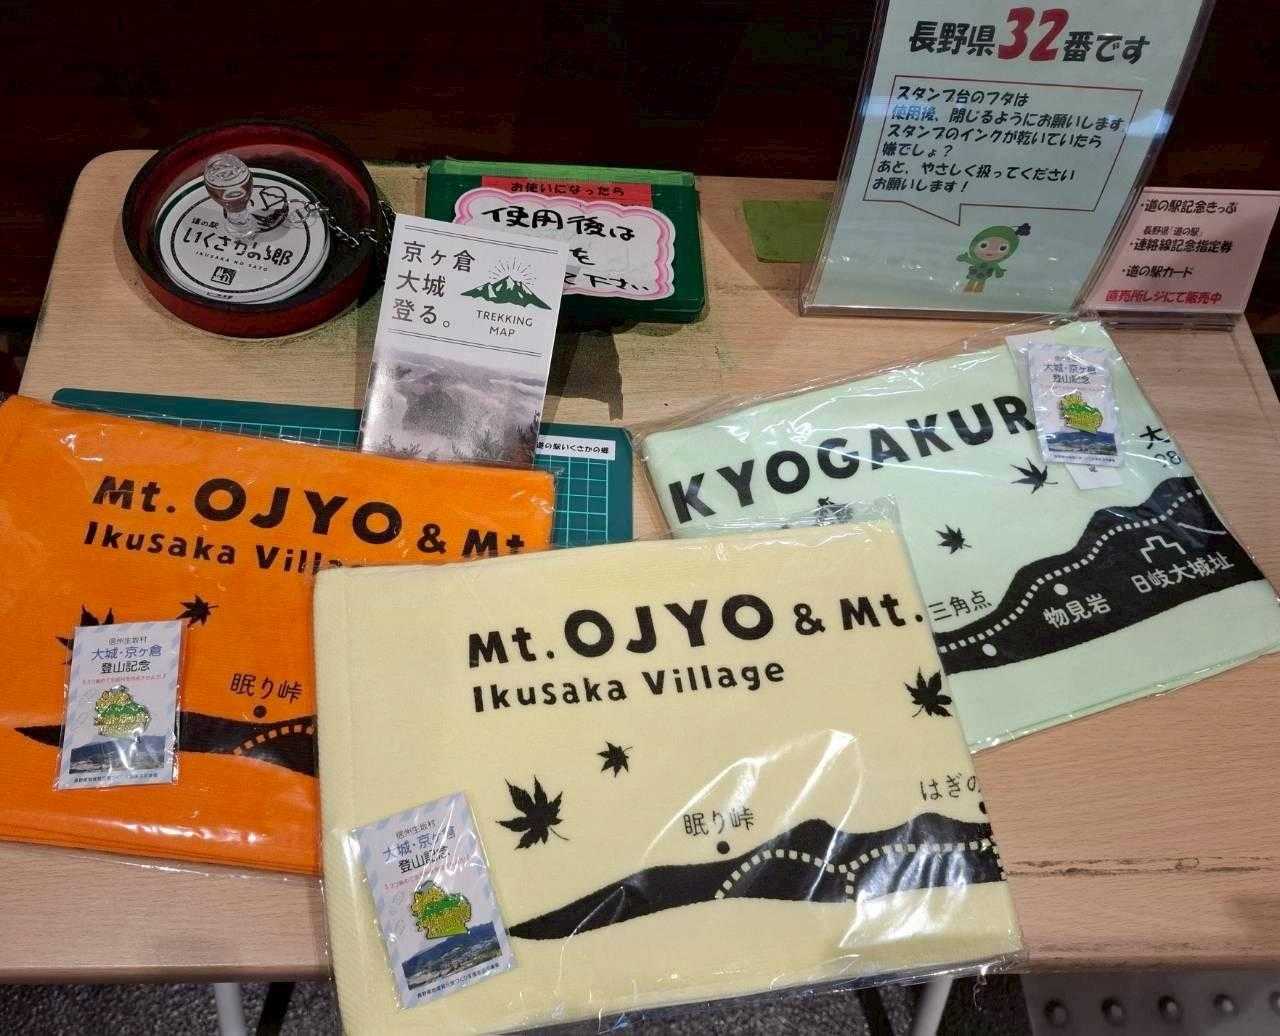 長野県32番です
スタンプ台のフタは
使用後、閉じるようにお願いします
スタンプのインクが乾いていたら
嫌でしょ?
あと、やさしく扱ってください
お願いします!
・道の駅記念きっぷ
長野県「道の駅」
・連絡線記念指定券
・道の駅カード
直売所レジにて販売中
道の駅
いくさかの郷
IKUSAKA NO SATO
お使いになったら
使用後は
を
下さい
京ヶ倉
大城
登る。
TREKKING
MAP
道の駅いくさかの郷
Mt. OJYO & Mt.
Ikusaka Village
眠り峠
信州生坂村
大城・京ヶ倉
登山記念
KYOGAKUR
大城・京ヶ倉
登山記念
大
三角点
物見岩
日岐大城址
Mt. OJYO & Mt.
Ikusaka Village
眠り峠
はぎの
信州生坂村
大城・京ヶ倉
登山記念